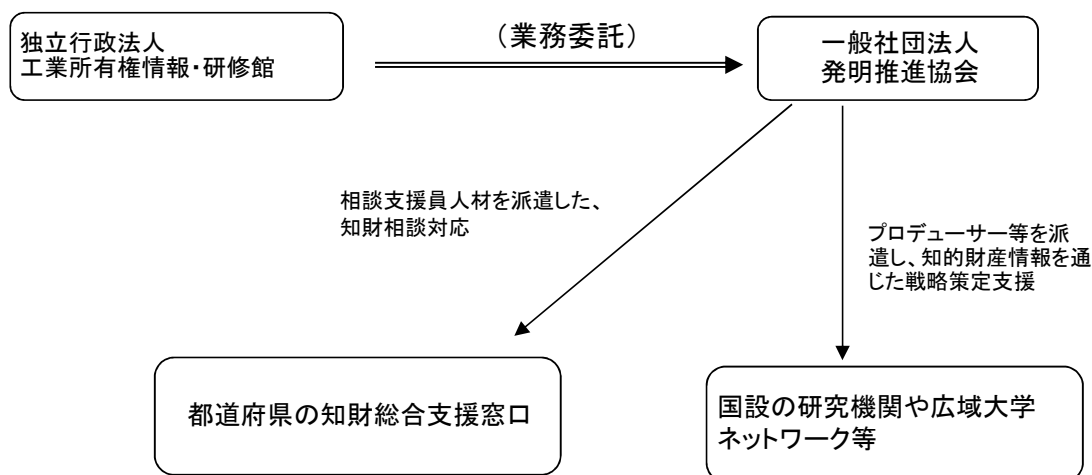 独立行政法人
工業所有権情報・研修館
（業務委託）
一般社団法人
発明推進協会
相談支援員人材を派遣した、
知財相談対応
プロデューサー等を派
遣し、知的財産情報を通
じた戦略策定支援
都道府県の知財総合支援窓口
国設の研究機関や広域大学
ネットワーク等